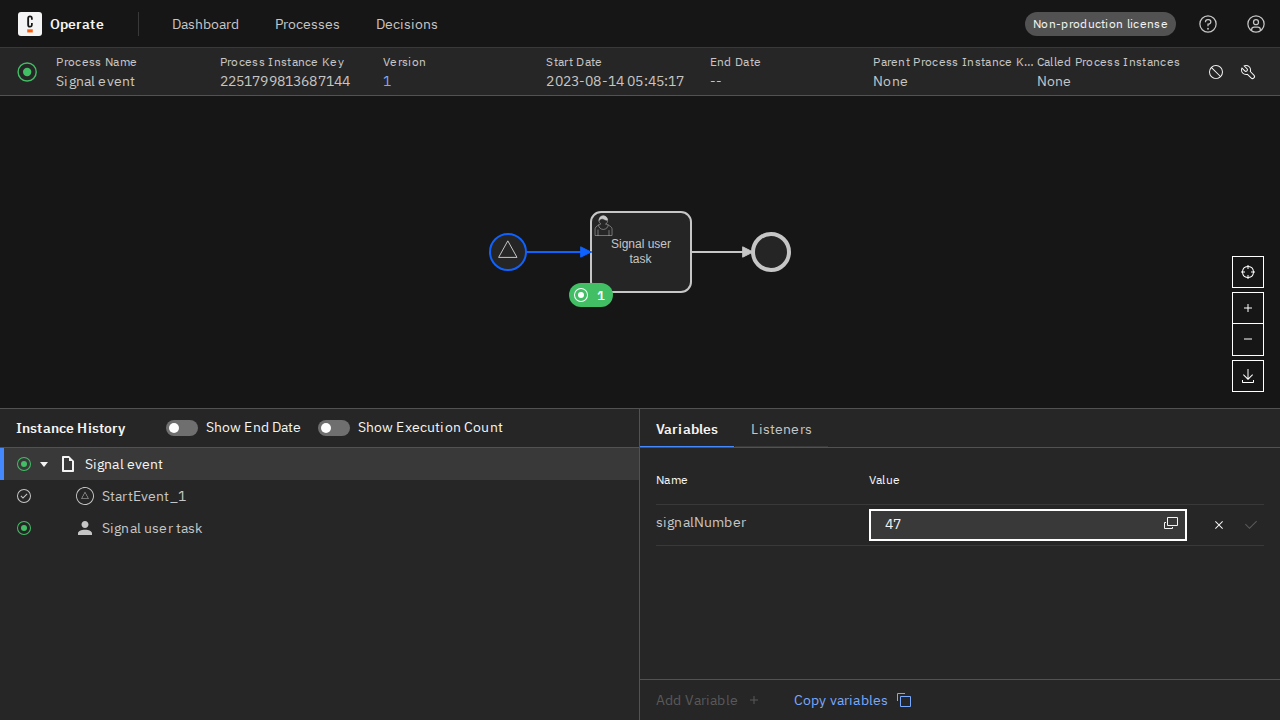 Operate
Dashboard
Processes
Decisions
Non-production license
Process Name
Signal event
Process Instance Key
2251799813687144
Version
1
Start Date
2023-08-14 05:45:17
End Date
--
Parent Process Instance K...
None
Called Process Instances
None
Signal user
task
1
Instance History
Show End Date
Show Execution Count
Signal event
StartEvent_1
Signal user task
Variables
Listeners
Name
Value
signalNumber
47
Add Variable
Copy variables